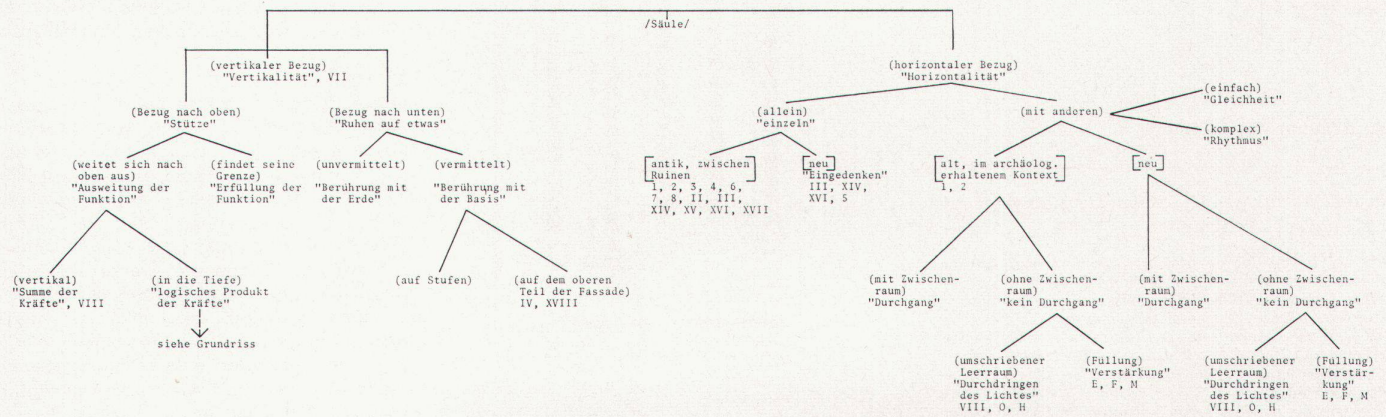 /Säule/
(vertikaler Bezug)
"Vertikalität", VII
(horizontaler Bezug)
"Horizontalität"
(Bezug nach oben)
"Stütze"
(Bezug nach unten)
"Ruhen auf etwas"
(allein)
"einzeln"
(mit anderen)
(einfach)
"Gleichheit"
(komplex)
"Rhythmus"
(weitet sich nach
oben aus)
"Ausweitung der
Funktion"
(findet seine
Grenze)
"Erfüllung der
Funktion"
(unvermittelt)
"Berührung mit
der Erde"
(vermittelt)
"Berührung mit
der Basis"
[antik, zwischen
Ruinen]
1, 2, 3, 4, 6,
7, 8, II, III,
XIV, XV, XVI, XVII
[neu]
"Eingedenken"
III, XIV,
XVI, 5
[alt, im archäolog.
erhaltenem Kontext]
1, 2
[neu]
(vertikal)
"Summe der
Kräfte", VIII
(in die Tiefe)
"logisches Produkt
der Kräfte"
siehe Grundriss
(auf Stufen)
(auf dem oberen
Teil der Fassade)
IV, XVIII
(mit Zwischen-
raum)
"Durchgang"
(ohne Zwischen-
raum)
"kein Durchgang"
(mit Zwischen-
raum)
"Durchgang"
(ohne Zwischen-
raum)
"kein Durchgang"
(umschriebener
Leerraum)
"Durchdringen
des Lichtes"
VIII, O, H
(Füllung)
"Verstärkung"
E, F, M
(umschriebener
Leerraum)
"Durchdringen
des Lichtes"
VIII, O, H
(Füllung)
"Verstär-
kung"
E, F, M